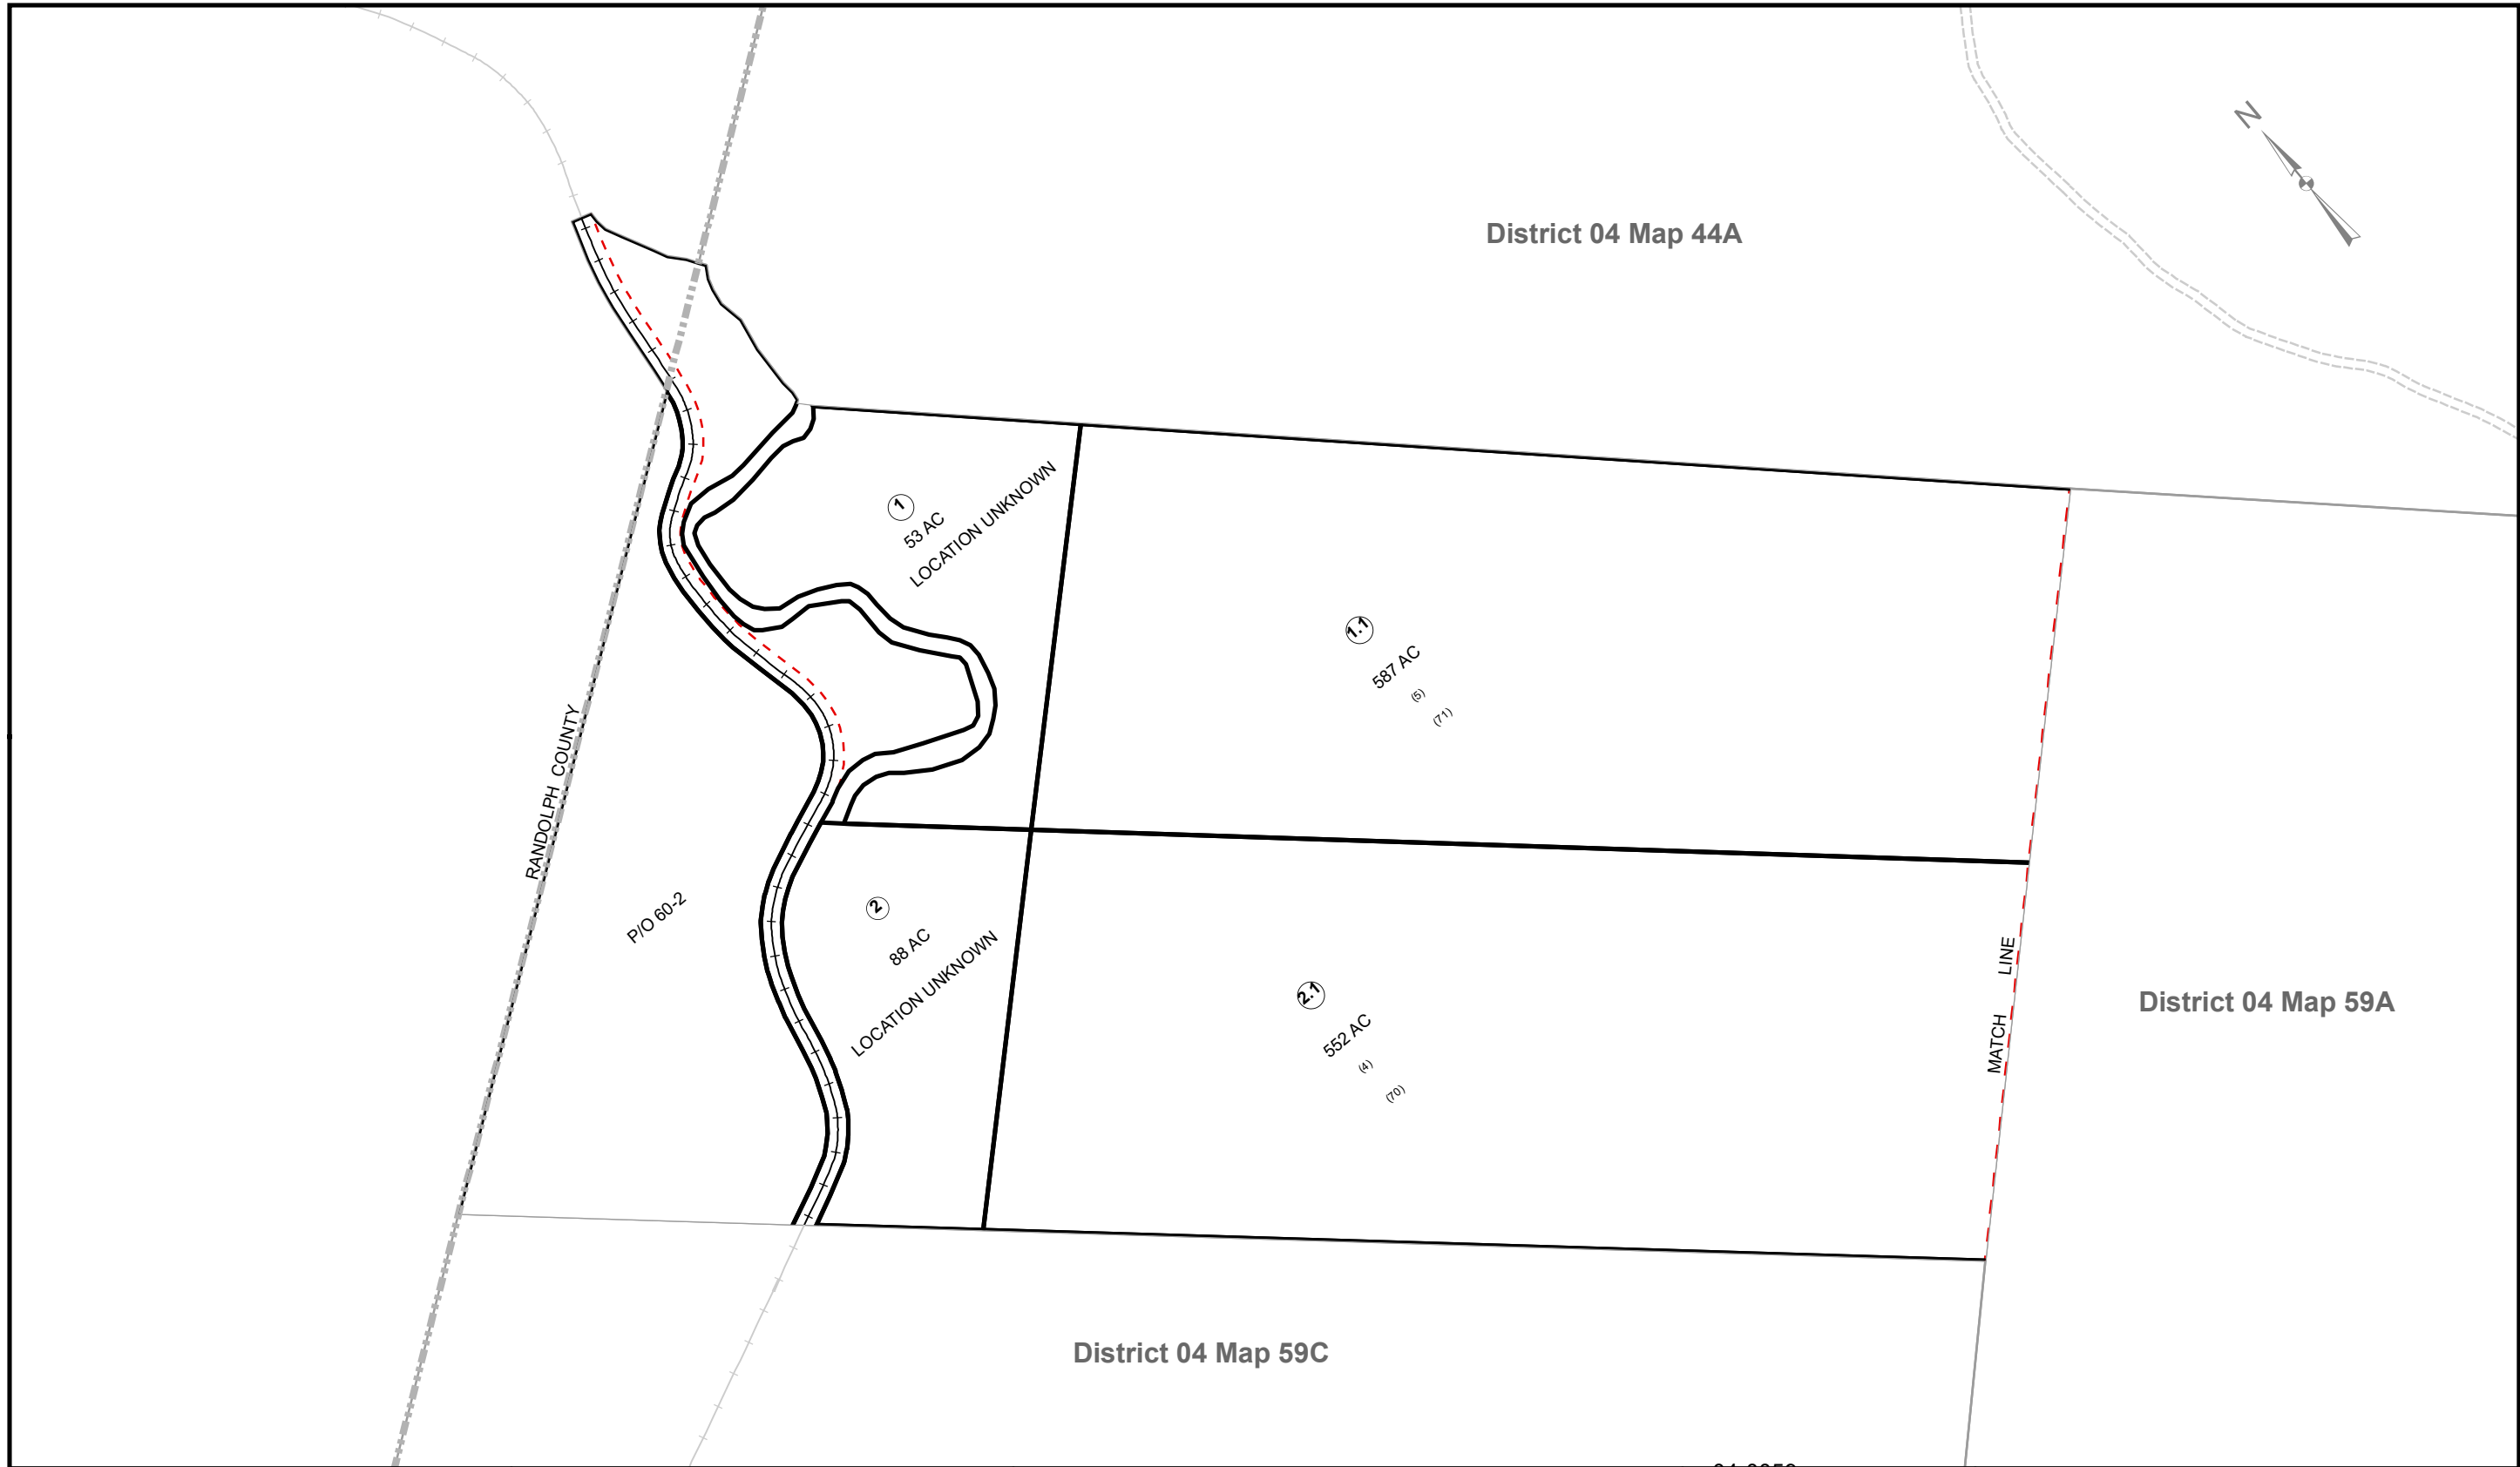 N
District 04 Map 44A
1
53 AC
LOCATION UNKNOWN
1.1
587 AC
(5)
(71)
RANDOLPH COUNTY
P/O 60-2
2
88 AC
LOCATION UNKNOWN
2.1
552 AC
(4)
(70)
MATCH LINE
District 04 Map 59A
District 04 Map 59C